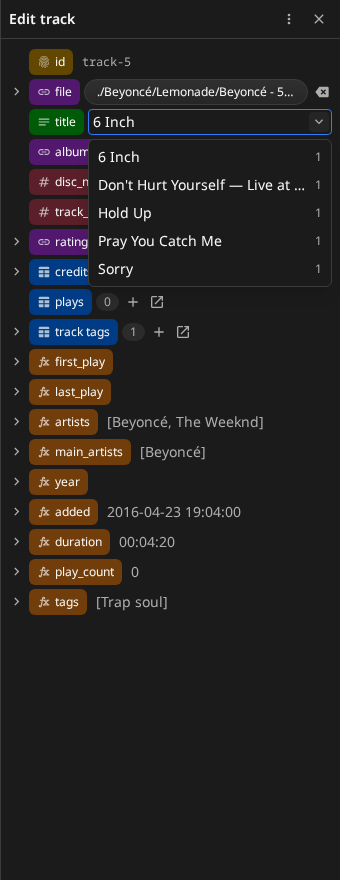 Edit track
id track-5
file ./Beyoncé/Lemonade/Beyoncé - 5...
title 6 Inch
album
6 Inch 1
disc_n
Don't Hurt Yourself — Live at ... 1
track_
Hold Up 1
rating
Pray You Catch Me 1
credits
Sorry 1
plays 0
track tags 1
first_play
last_play
artists [Beyoncé, The Weeknd]
main_artists [Beyoncé]
year
added 2016-04-23 19:04:00
duration 00:04:20
play_count 0
tags [Trap soul]